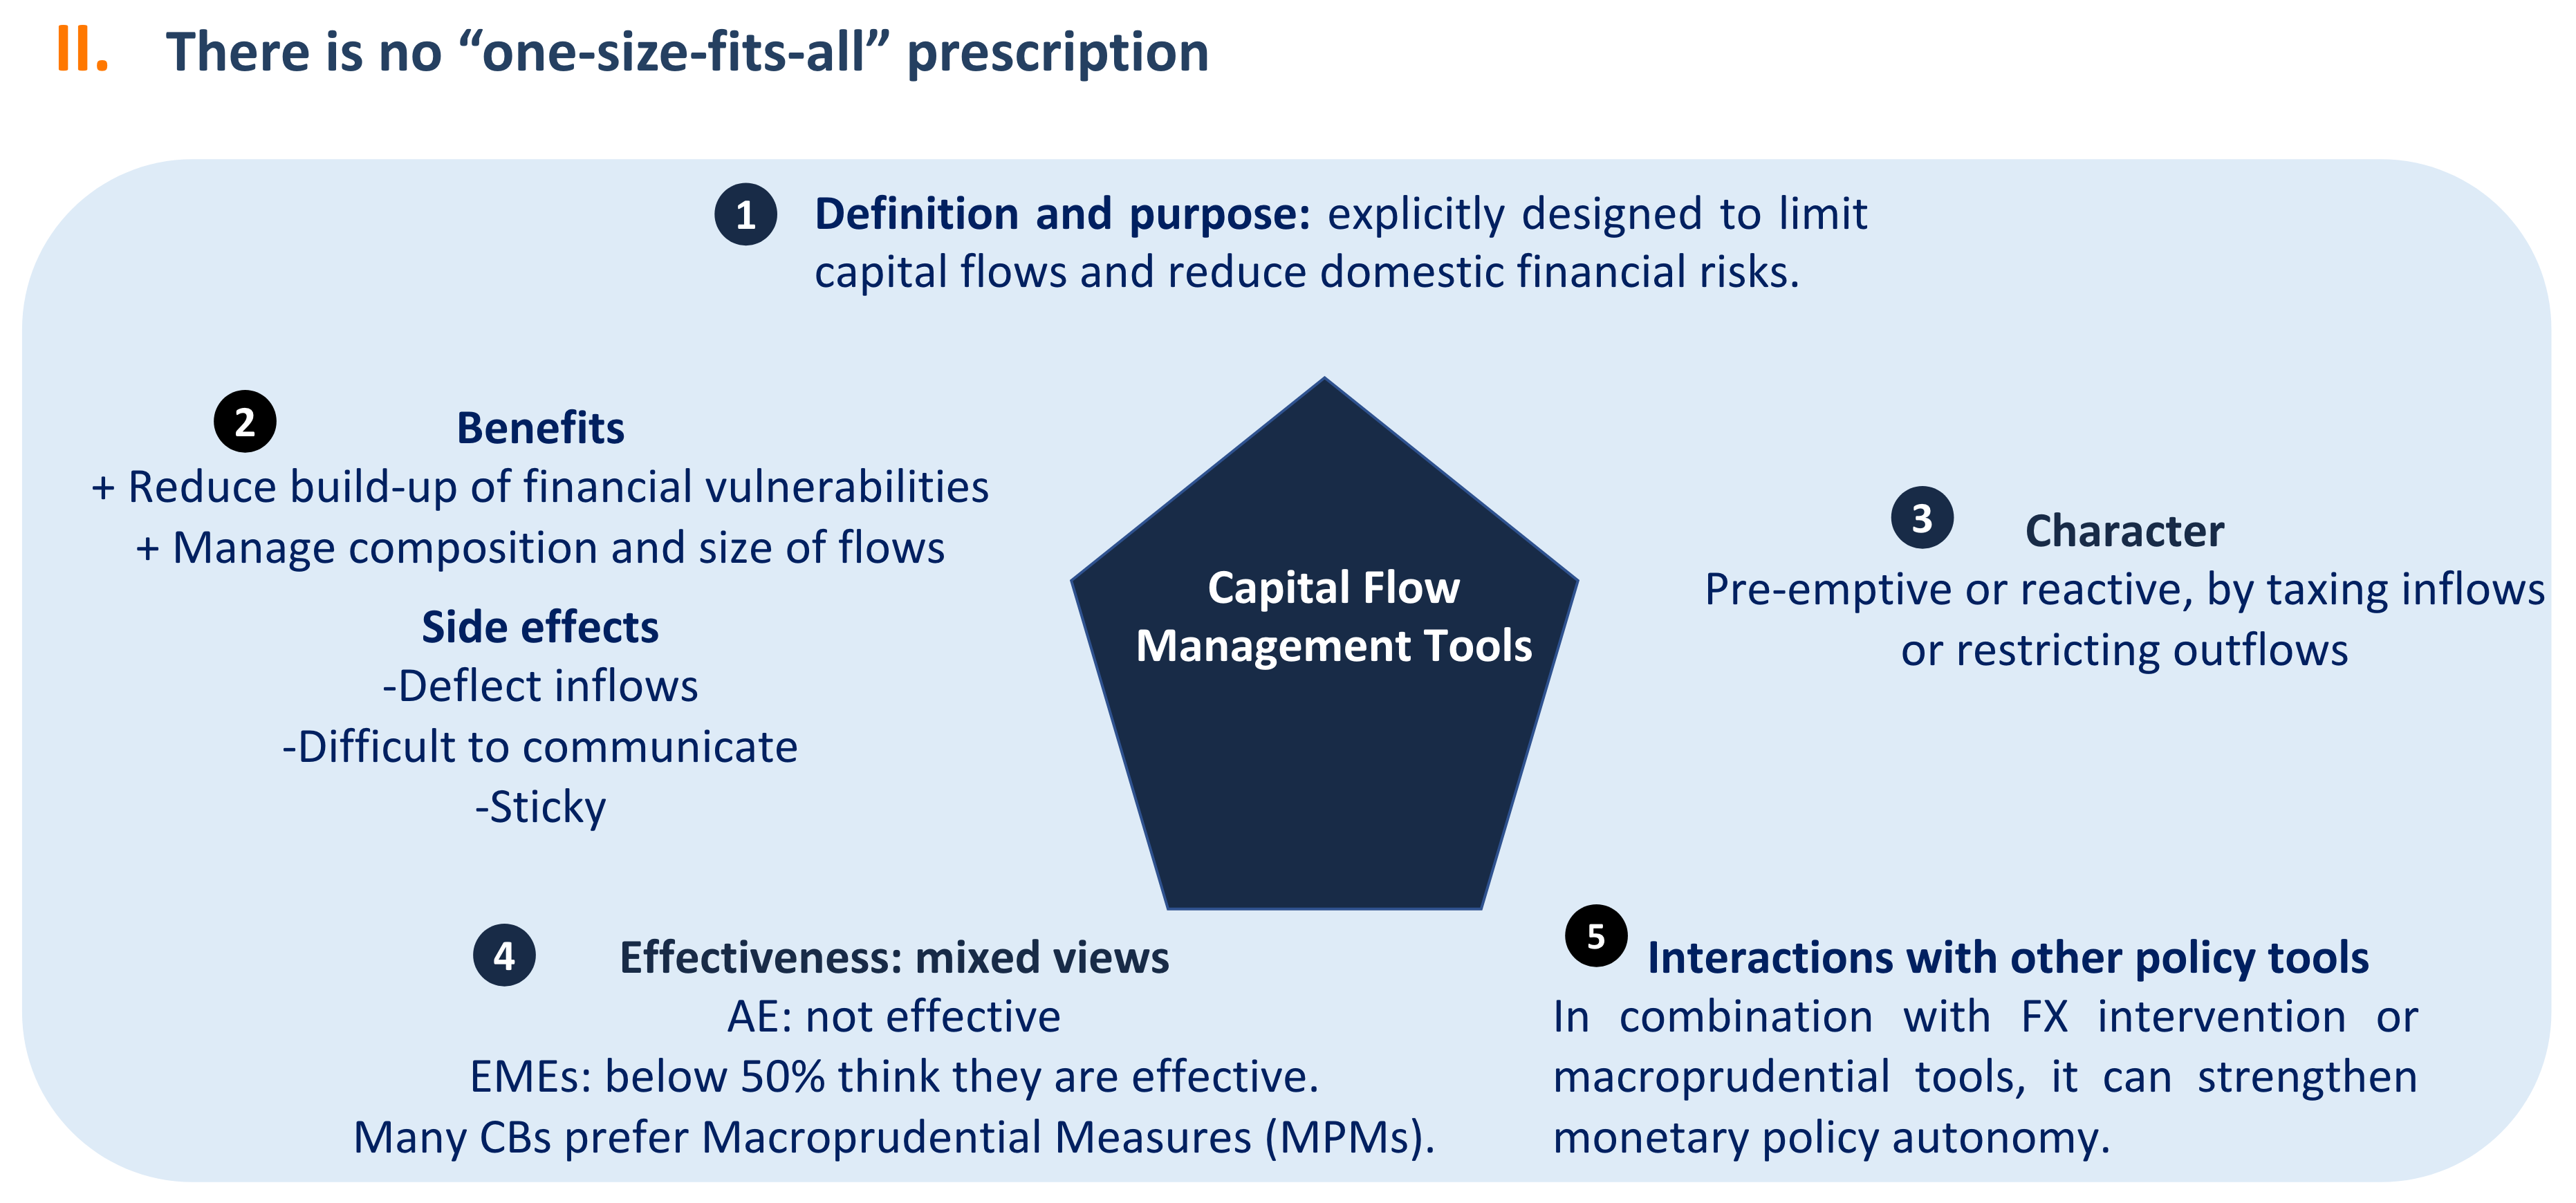 II. There is no “one-size-fits-all” prescription
1 Definition and purpose: explicitly designed to limit
capital flows and reduce domestic financial risks.
2 Benefits
+ Reduce build-up of financial vulnerabilities
+ Manage composition and size of flows
Side effects
-Deflect inflows
-Difficult to communicate
-Sticky
Capital Flow
Management Tools
3 Character
Pre-emptive or reactive, by taxing inflows
or restricting outflows
4 Effectiveness: mixed views
AE: not effective
EMEs: below 50% think they are effective.
Many CBs prefer Macroprudential Measures (MPMs).
5 Interactions with other policy tools
In combination with FX intervention or
macroprudential tools, it can strengthen
monetary policy autonomy.